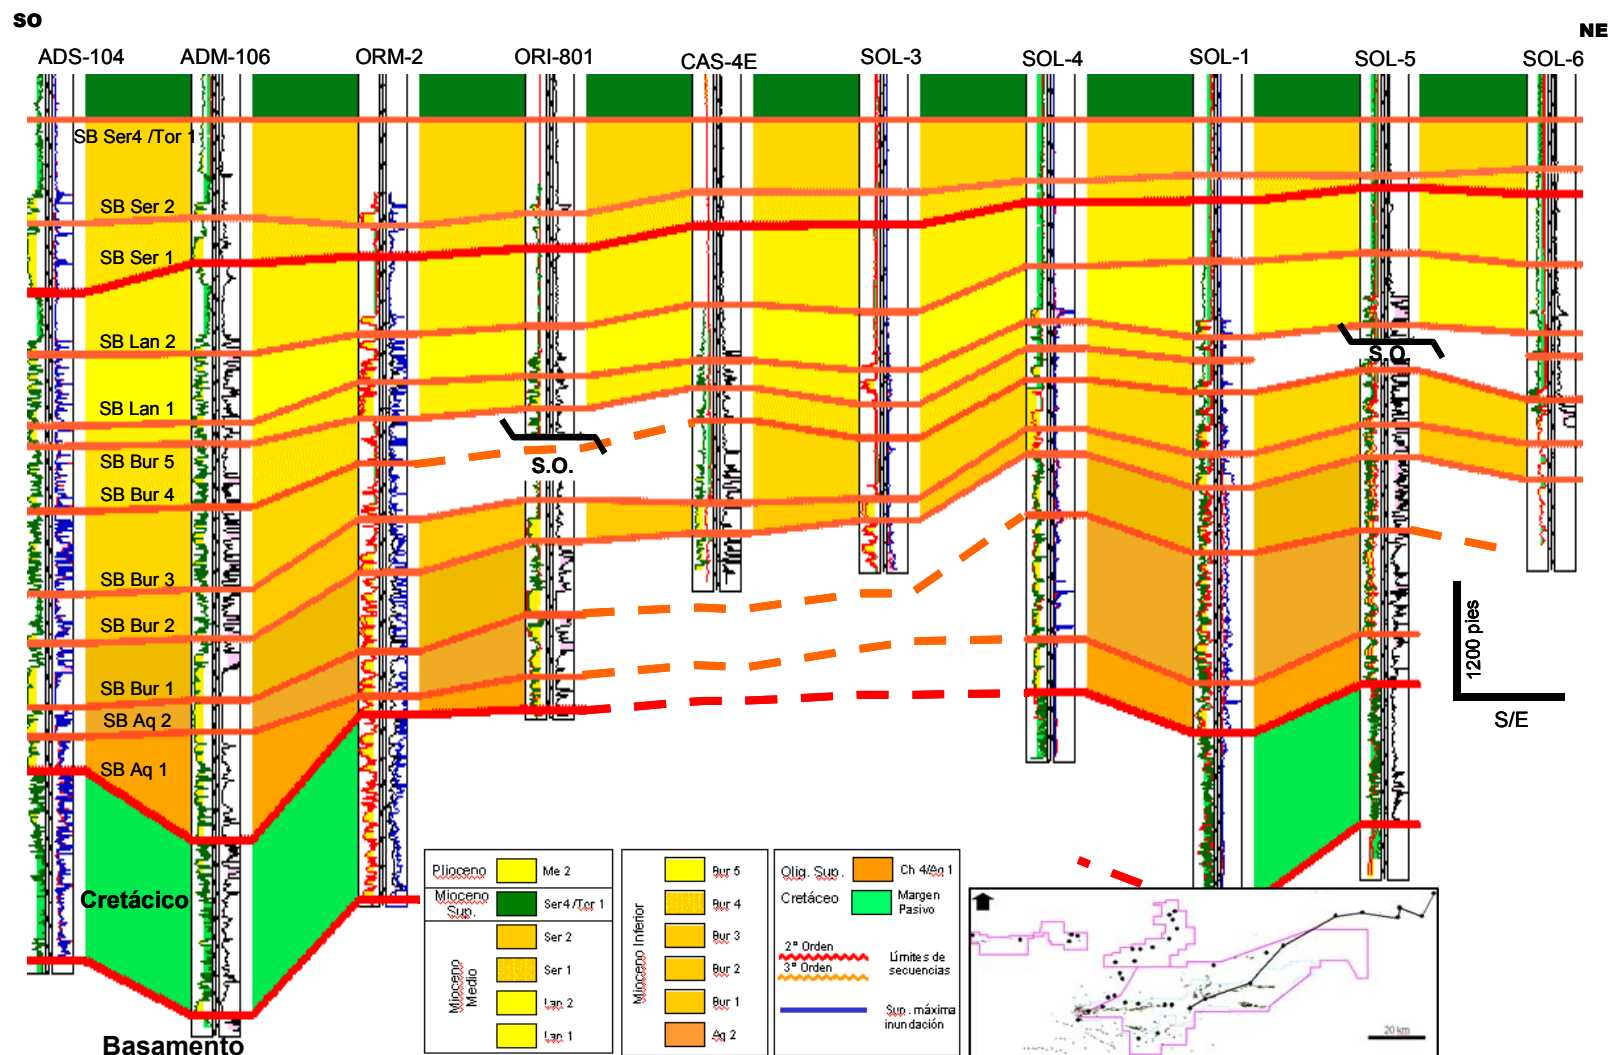 SO
NE
ADS-104
ADM-106
ORM-2
ORI-801
CAS-4E
SOL-3
SOL-4
SOL-1
SOL-5
SOL-6
SB Ser4 /Tor 1
SB Ser 2
SB Ser 1
SB Lan 2
SB Lan 1
SB Bur 5
SB Bur 4
SB Bur 3
SB Bur 2
SB Bur 1
SB Aq 2
SB Aq 1
S.O.
S.O.
Cretácico
Basamento
1200 pies
S/E
Plioceno
Me 2
Mioceno
Sup.
Ser4 /Tor 1
Mioceno
Medio
Ser 2
Ser 1
Lan 2
Lan 1
Mioceno Inferior
Bur 5
Bur 4
Bur 3
Bur 2
Bur 1
Aq 2
Olig. Sup.
Ch 4/Aq 1
Cretáceo
Margen
Pasivo
2º Orden
3º Orden
Límites de
secuencias
Sup. máxima
inundación
20 km